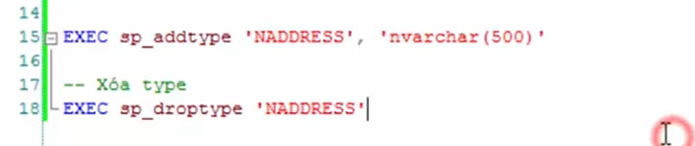 14
15 EXEC sp_addtype 'NADDRESS', 'nvarchar(500)'
16
17 -- Xóa type
18 EXEC sp_droptype 'NADDRESS'